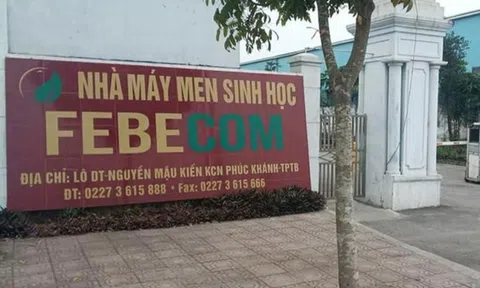 NHÀ MÁY MEN SINH HỌC
FEBECOM
ĐỊA CHỈ: LÔ DT-NGUYỄN MẬU KIẾN KCN PHÚC KHÁNH-TPTB
ĐT: 0227 3 615 888 - Fax: 0227 3 615 666